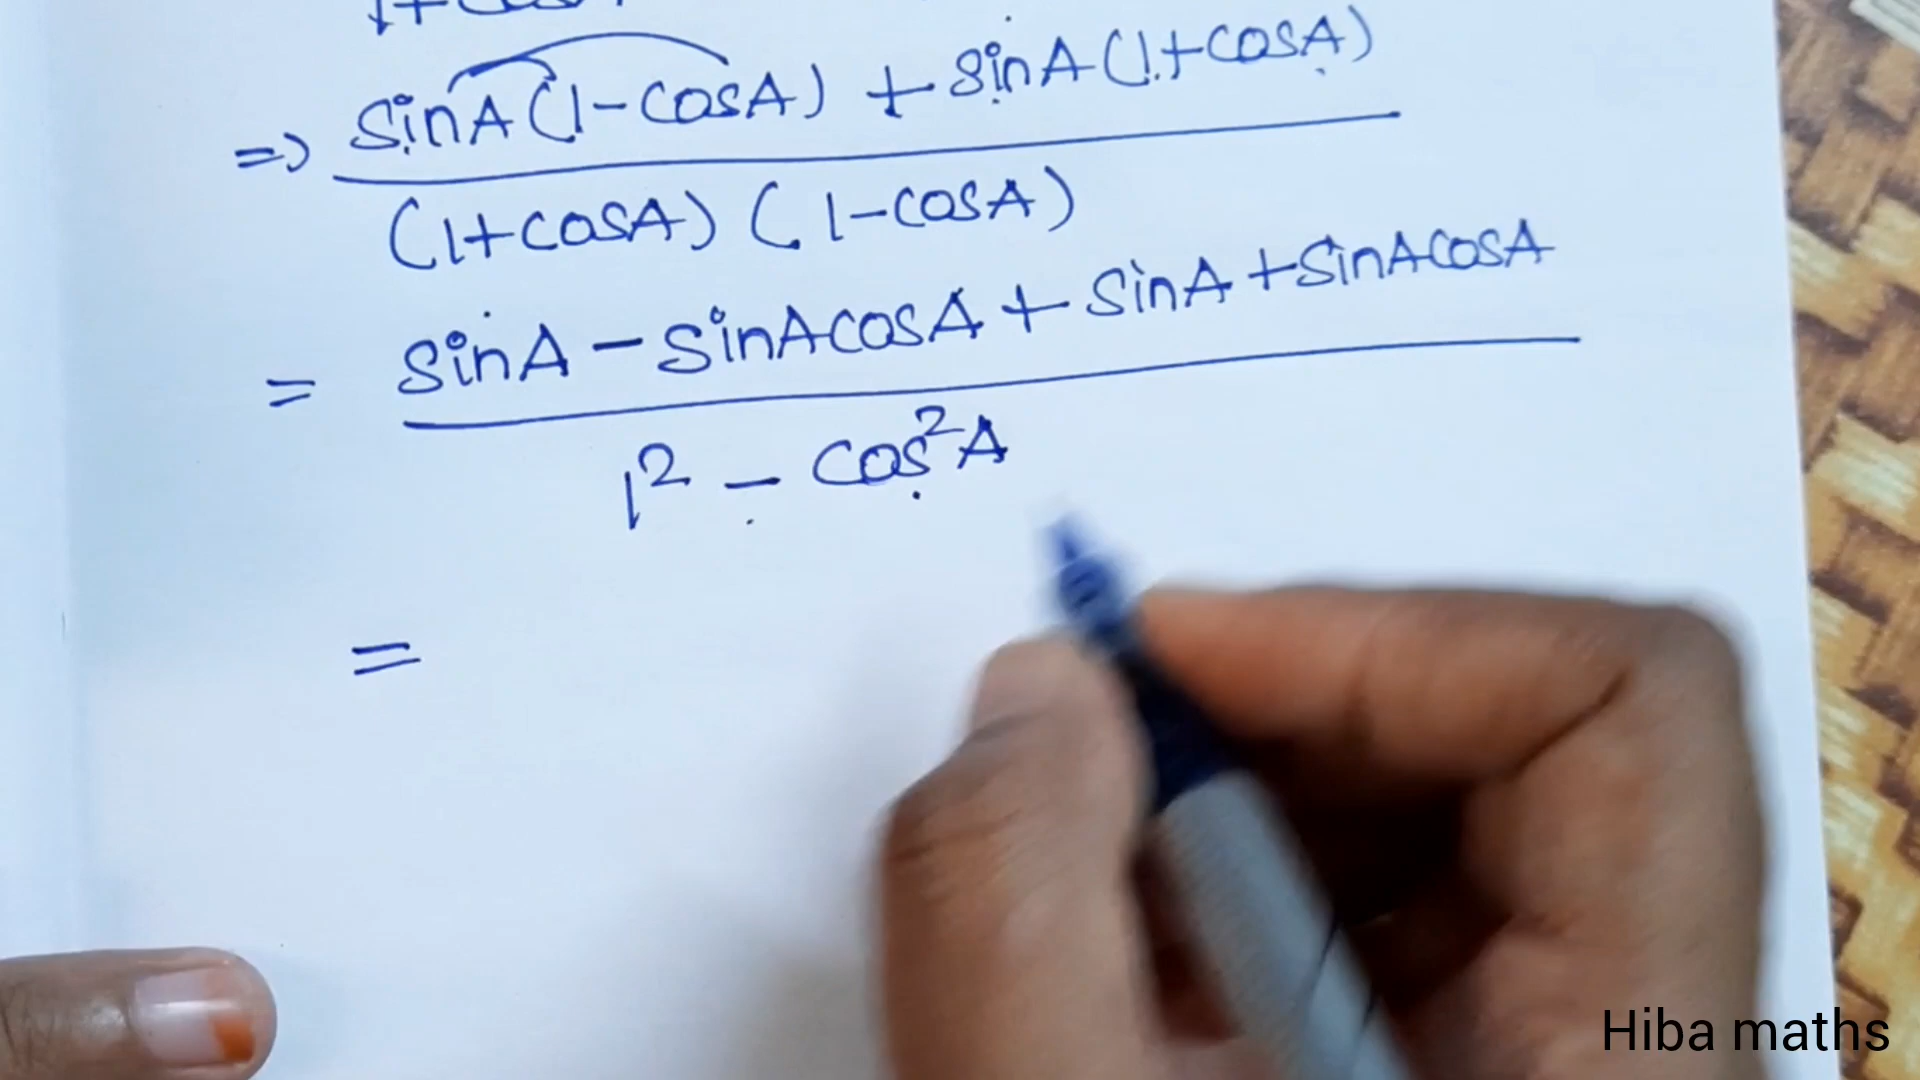 => sinA(1-cosA) + sinA(1+cosA)
(1+cosA) (1-cosA)
= sinA - sinAcosA + sinA + sinAcosA
1² - cos²A
=
Hiba maths